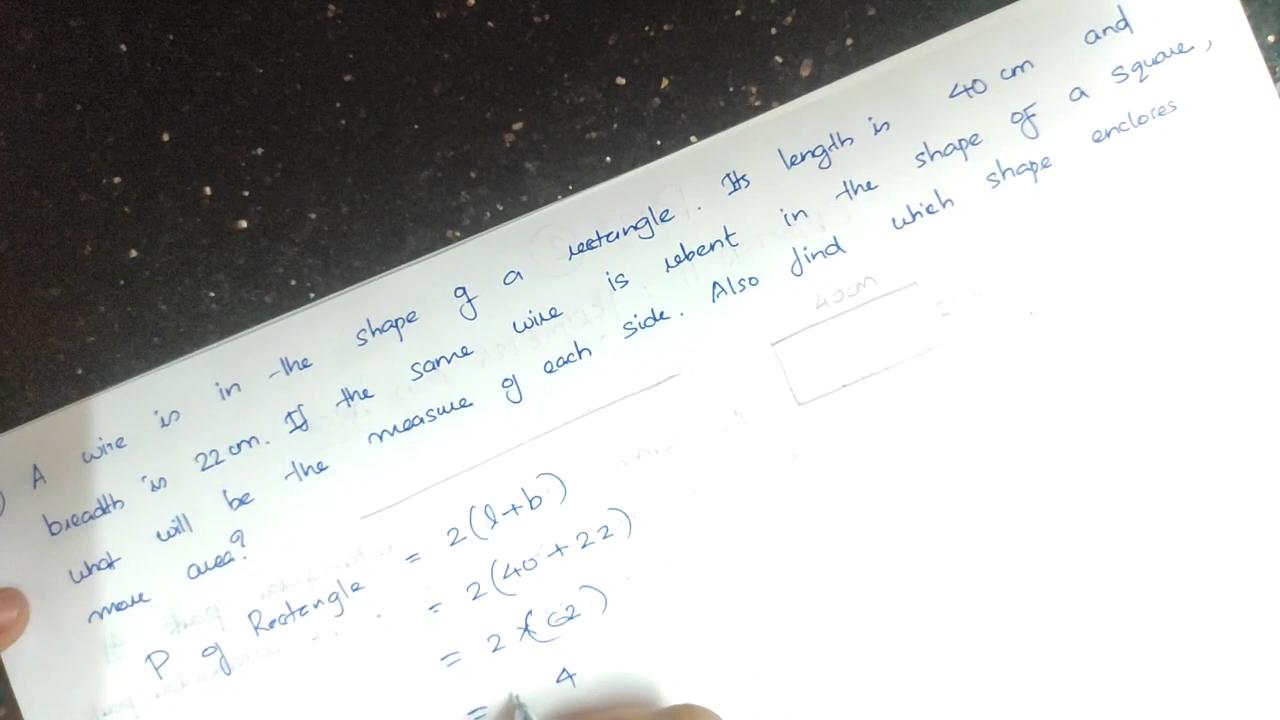 A wire is in the shape of a rectangle. Its length is 40 cm and
breadth is 22 cm. If the same wire is rebent in the shape of a square,
what will be the measure of each side. Also find which shape encloses
more area?
40cm
P of Rectangle = 2(l+b)
= 2(40+22)
= 2×(62)
= 4